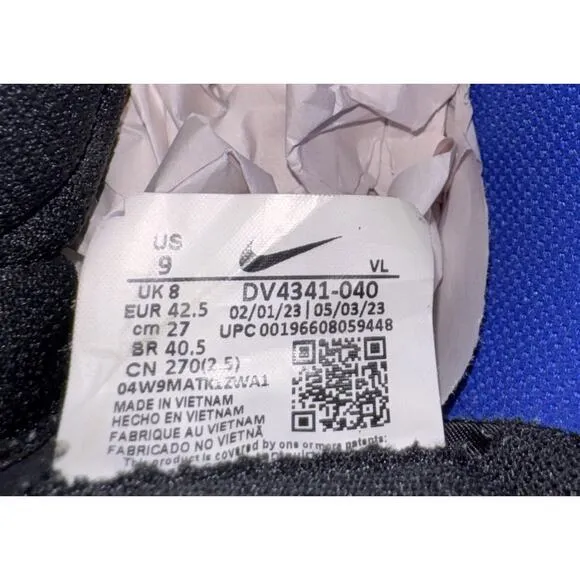 US
9
VL
UK 8
DV4341-040
EUR 42.5
02/01/23 | 05/03/23
cm 27
UPC 00196608059448
BR 40.5
CN 270(2.5)
MADE IN VIETNAM
HECHO EN VIETNAM
FABRIQUE AU VIETNAM
FABRICADO NO VIETNÃ
This product is covered by one or more patents: